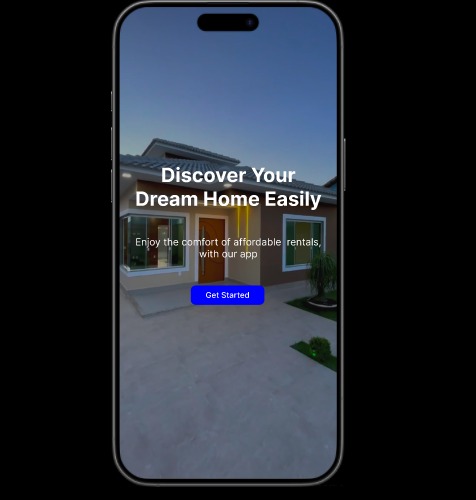 Discover Your
Dream Home Easily
Enjoy the comfort of affordable  rentals,
with our app
Get Started